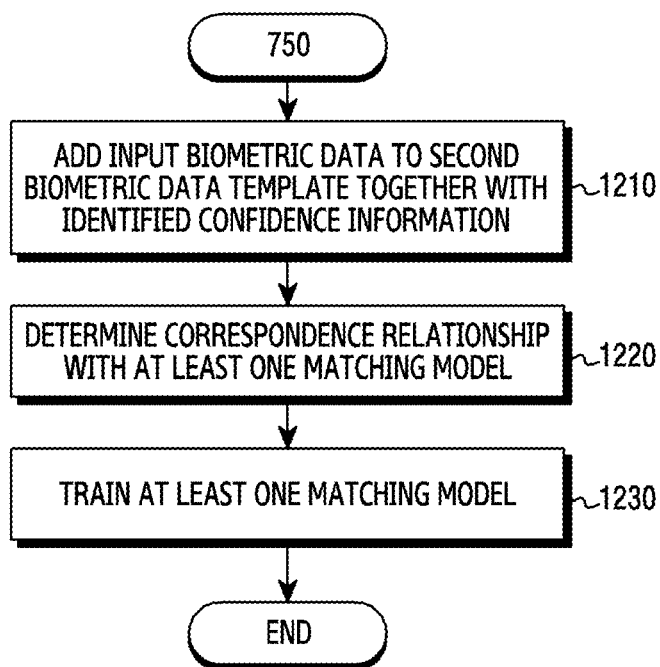 750
ADD INPUT BIOMETRIC DATA TO SECOND
BIOMETRIC DATA TEMPLATE TOGETHER WITH
IDENTIFIED CONFIDENCE INFORMATION
1210
DETERMINE CORRESPONDENCE RELATIONSHIP
WITH AT LEAST ONE MATCHING MODEL
1220
TRAIN AT LEAST ONE MATCHING MODEL
1230
END